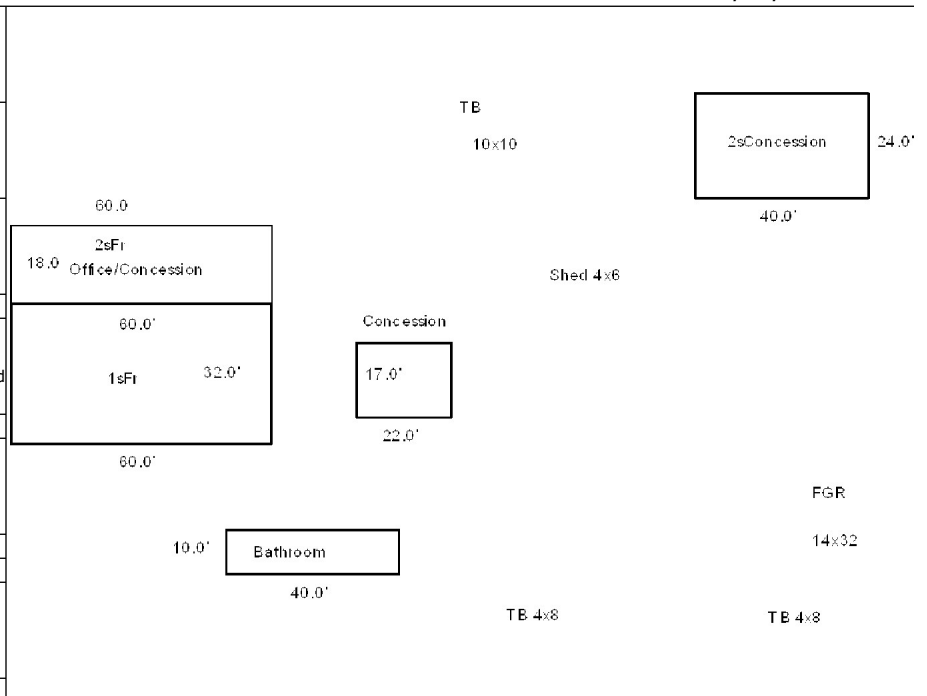 TB
10x10
2sConcession
24.0'
40.0'
60.0
2sFr
18.0
Office/Concession
Shed 4x6
60.0'
Concession
1sFr
32.0'
17.0'
22.0'
60.0'
FGR
14x32
10.0'
Bathroom
40.0'
TB 4x8
TB 4x8